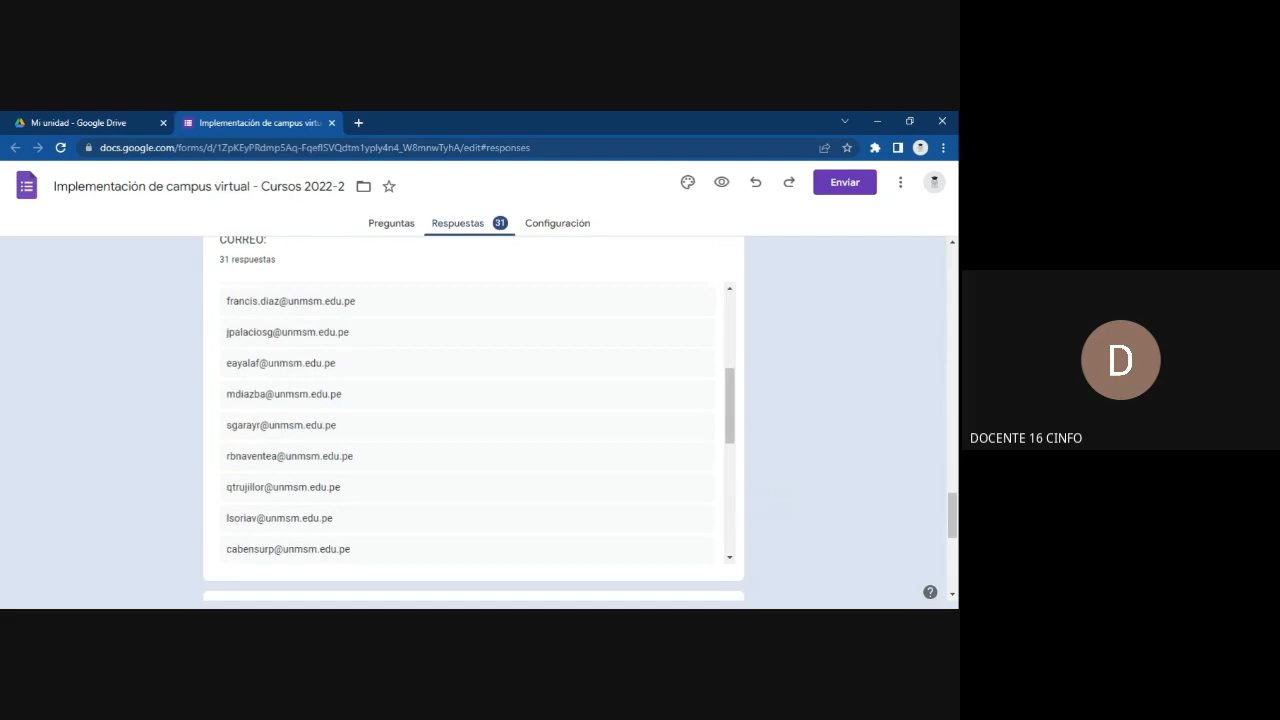 Mi unidad - Google Drive
Implementación de campus virtu
docs.google.com/forms/d/1ZpKEyPRdmp5Aq-FqeflSVQdtm1yply4n4_W8mnwTyhA/edit#responses
Implementación de campus virtual - Cursos 2022-2
Enviar
Preguntas
Respuestas 31
Configuración
CORREO:
31 respuestas
francis.diaz@unmsm.edu.pe
jpalaciosg@unmsm.edu.pe
eayalaf@unmsm.edu.pe
mdiazba@unmsm.edu.pe
sgarayr@unmsm.edu.pe
rbnaventea@unmsm.edu.pe
qtrujillor@unmsm.edu.pe
lsoriav@unmsm.edu.pe
cabensurp@unmsm.edu.pe
D
DOCENTE 16 CINFO